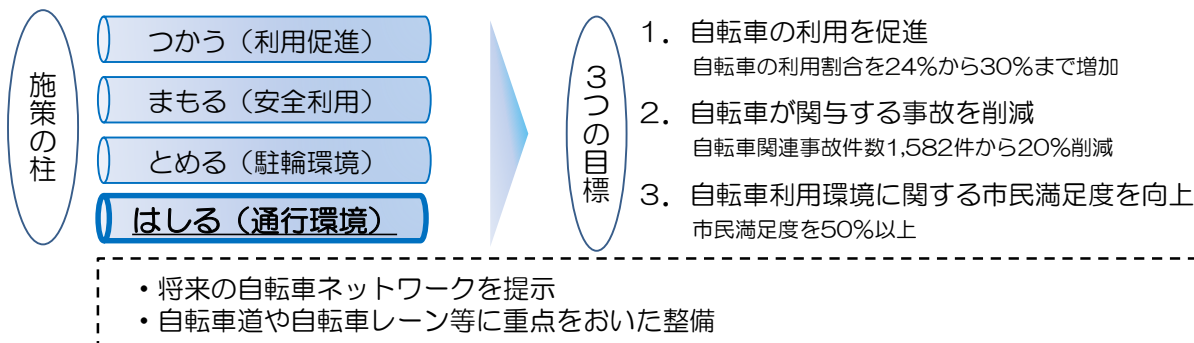 施策の柱
つかう（利用促進）
まもる（安全利用）
とめる（駐輪環境）
はしる（通行環境）
３つの目標
１．自転車の利用を促進
自転車の利用割合を24％から30％まで増加
２．自転車が関与する事故を削減
自転車関連事故件数1,582件から20％削減
３．自転車利用環境に関する市民満足度を向上
市民満足度を50％以上
・将来の自転車ネットワークを提示
・自転車道や自転車レーン等に重点をおいた整備